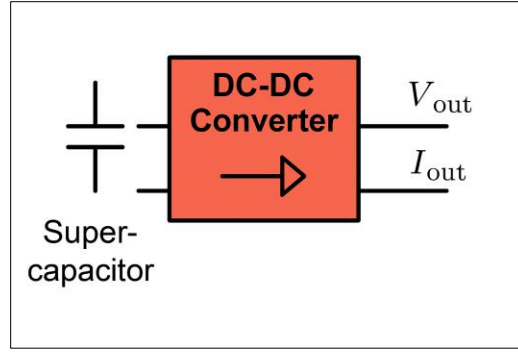 DC-DC
Converter
V_out
I_out
Super-
capacitor